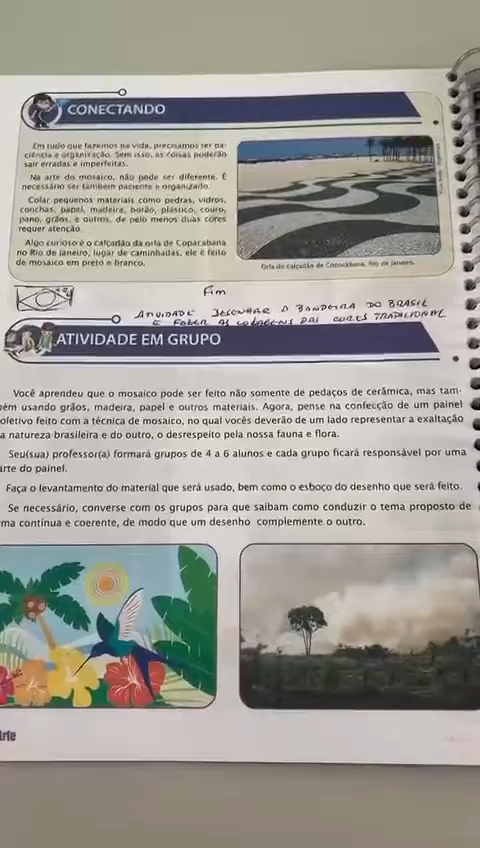 CONECTANDO
Em tudo que fazemos na vida, precisamos ter pa-
ciência e organização. Sem isso, as coisas poderão
sair erradas e imperfeitas.
Na arte do mosaico, não pode ser diferente. É
necessário ser também paciente e organizado.
Colar pequenos materiais como pedras, vidros,
conchas, papel, madeira, botão, plástico, couro,
pano, grãos, e outros, de pelo menos duas cores
requer atenção.
Algo curioso é o calçadão da orla de Copacabana
no Rio de Janeiro, lugar de caminhadas, ele é feito
de mosaico em preto e branco.
Orla do calçadão de Copacabana, Rio de Janeiro.
Fim
ATIVIDADE DESENHAR A BANDEIRA DO BRASIL
E FAZER AS COLAGENS DAS CORES TRADICIONAL
ATIVIDADE EM GRUPO
Você aprendeu que o mosaico pode ser feito não somente de pedaços de cerâmica, mas tam-
bém usando grãos, madeira, papel e outros materiais. Agora, pense na confecção de um painel
oletivo feito com a técnica de mosaico, no qual vocês deverão de um lado representar a exaltação
a natureza brasileira e do outro, o desrespeito pela nossa fauna e flora.
Seu(sua) professor(a) formará grupos de 4 a 6 alunos e cada grupo ficará responsável por uma
arte do painel.
Faça o levantamento do material que será usado, bem como o esboço do desenho que será feito.
Se necessário, converse com os grupos para que saibam como conduzir o tema proposto de
ma contínua e coerente, de modo que um desenho complemente o outro.
Arte